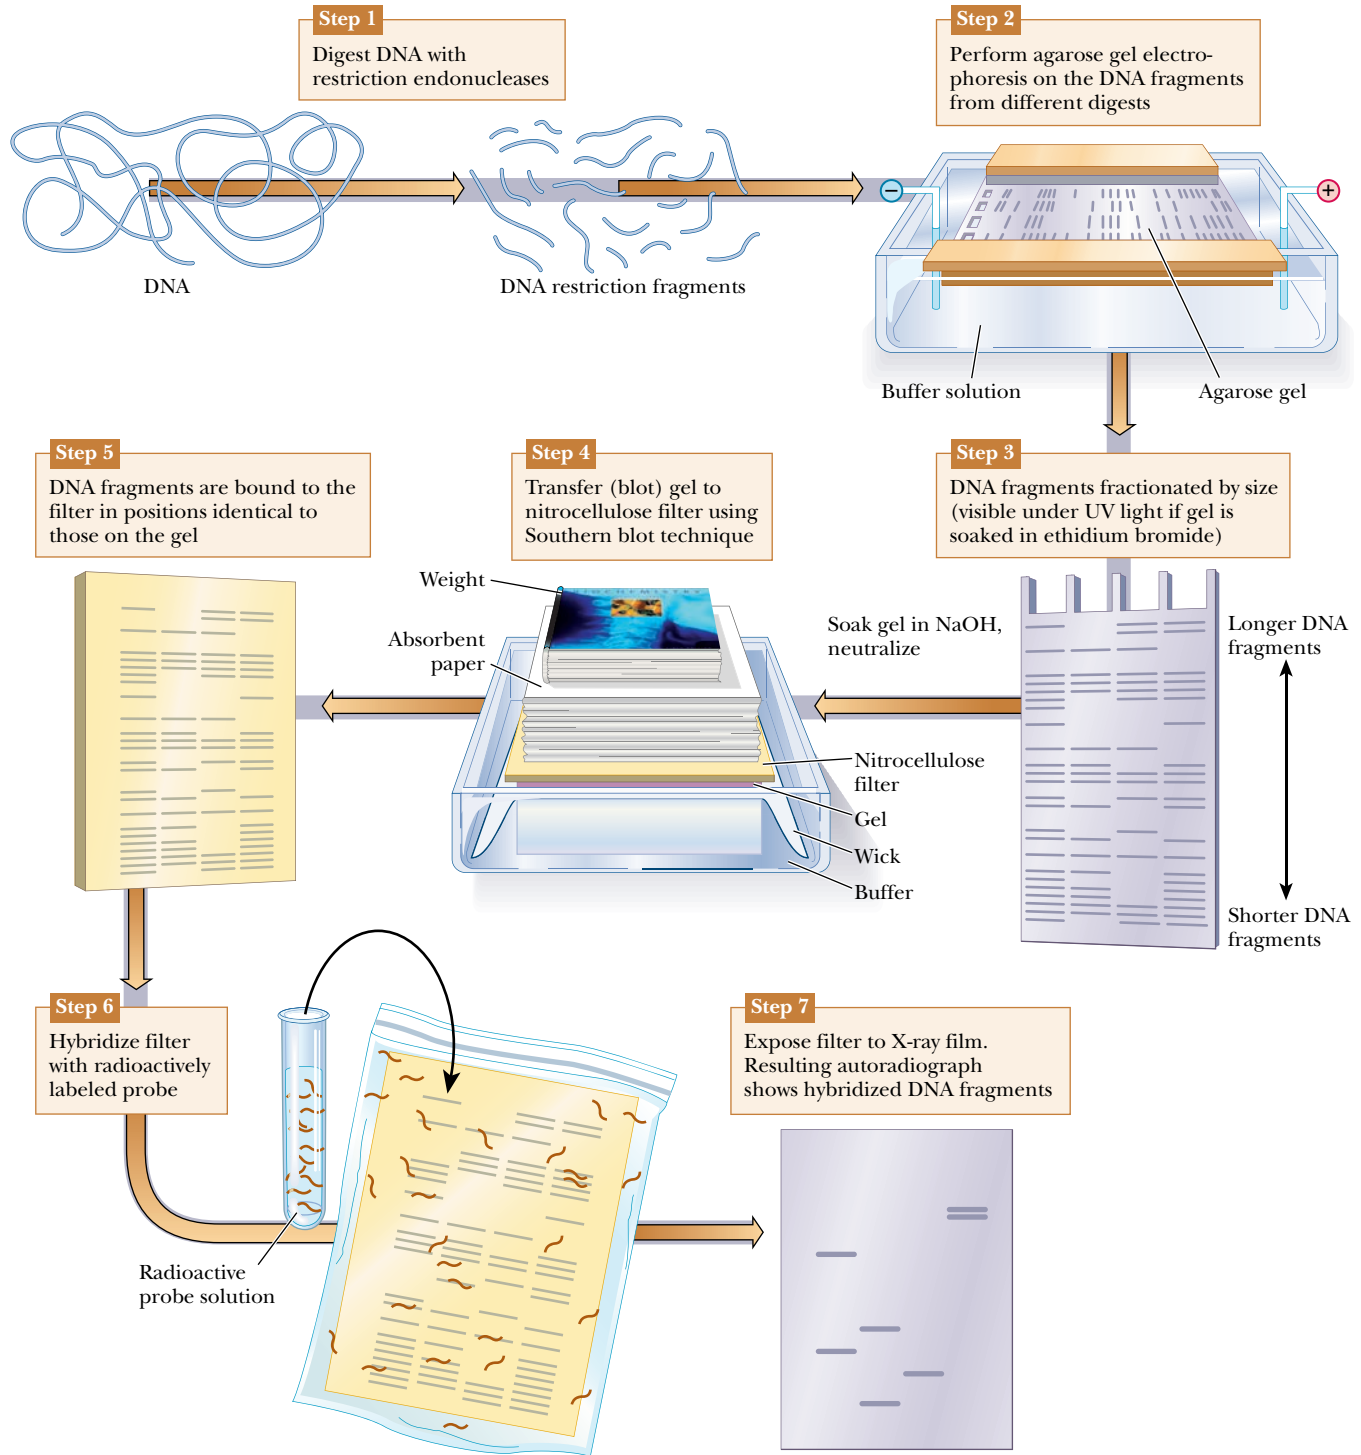 Step 1
Digest DNA with
restriction endonucleases
Step 2
Perform agarose gel electro-
phoresis on the DNA fragments
from different digests
−
+
DNA
DNA restriction fragments
Buffer solution
Agarose gel
Step 5
DNA fragments are bound to the
filter in positions identical to
those on the gel
Step 4
Transfer (blot) gel to
nitrocellulose filter using
Southern blot technique
Step 3
DNA fragments fractionated by size
(visible under UV light if gel is
soaked in ethidium bromide)
Weight
BIOCHEMISTRY
Absorbent
paper
Soak gel in NaOH,
neutralize
Longer DNA
fragments
Nitrocellulose
filter
Gel
Wick
Buffer
Shorter DNA
fragments
Step 6
Hybridize filter
with radioactively
labeled probe
Step 7
Expose filter to X-ray film.
Resulting autoradiograph
shows hybridized DNA fragments
Radioactive
probe solution